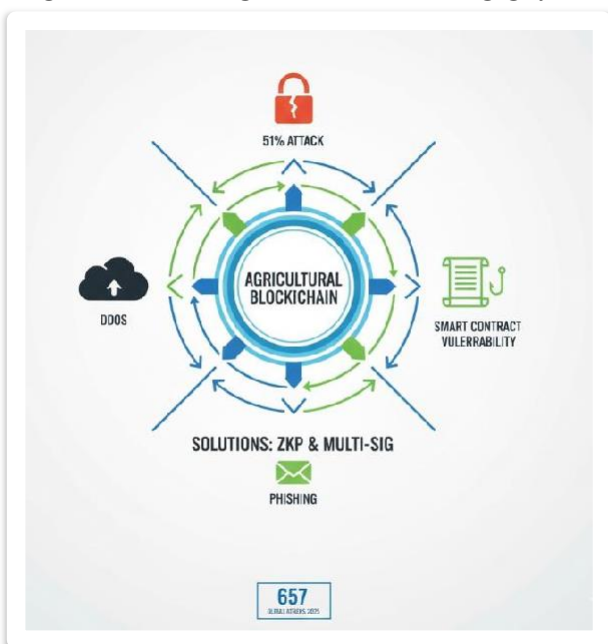 51% ATTACK
AGRICULTURAL
BLOCKICHAIN
DDOS
SMART CONTRACT
VULERRABILITY
SOLUTIONS: ZKP & MULTI-SIG
PHISHING
657